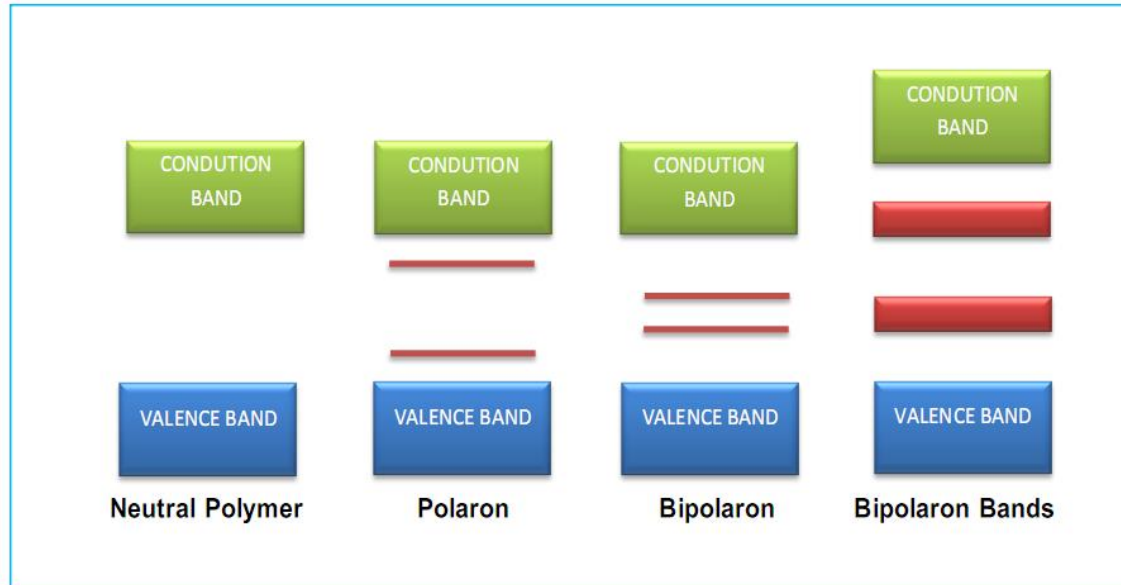 CONDUTION
BAND
CONDUTION
BAND
CONDUTION
BAND
CONDUTION
BAND
VALENCE BAND
VALENCE BAND
VALENCE BAND
VALENCE BAND
Neutral Polymer
Polaron
Bipolaron
Bipolaron Bands